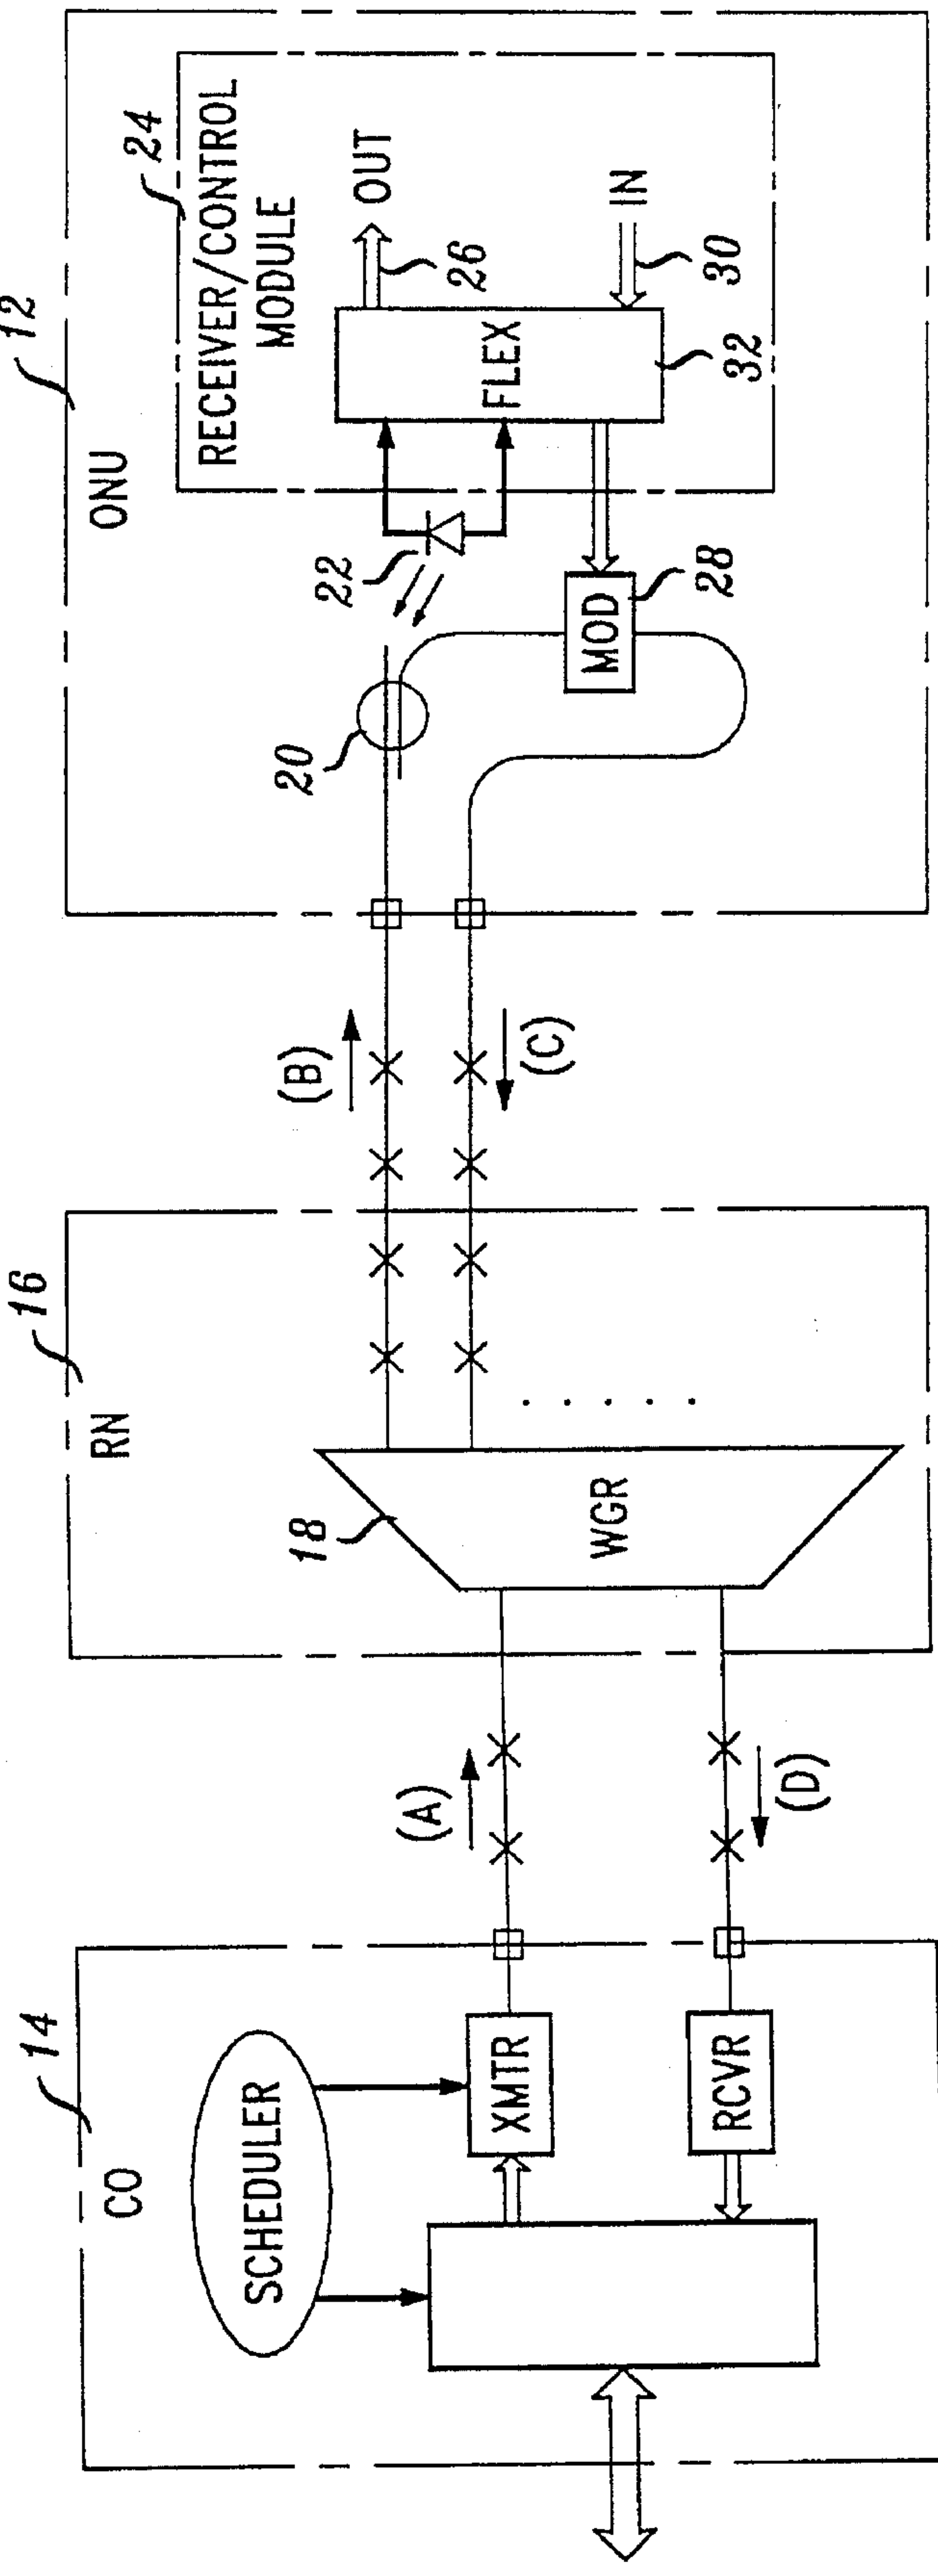 14
CO
SCHEDULER
XMTR
RCVR
(A)
(D)
16
RN
18
WGR
(B)
(C)
12
ONU
20
22
MOD
28
24
RECEIVER/CONTROL
MODULE
FLEX
32
OUT
26
IN
30